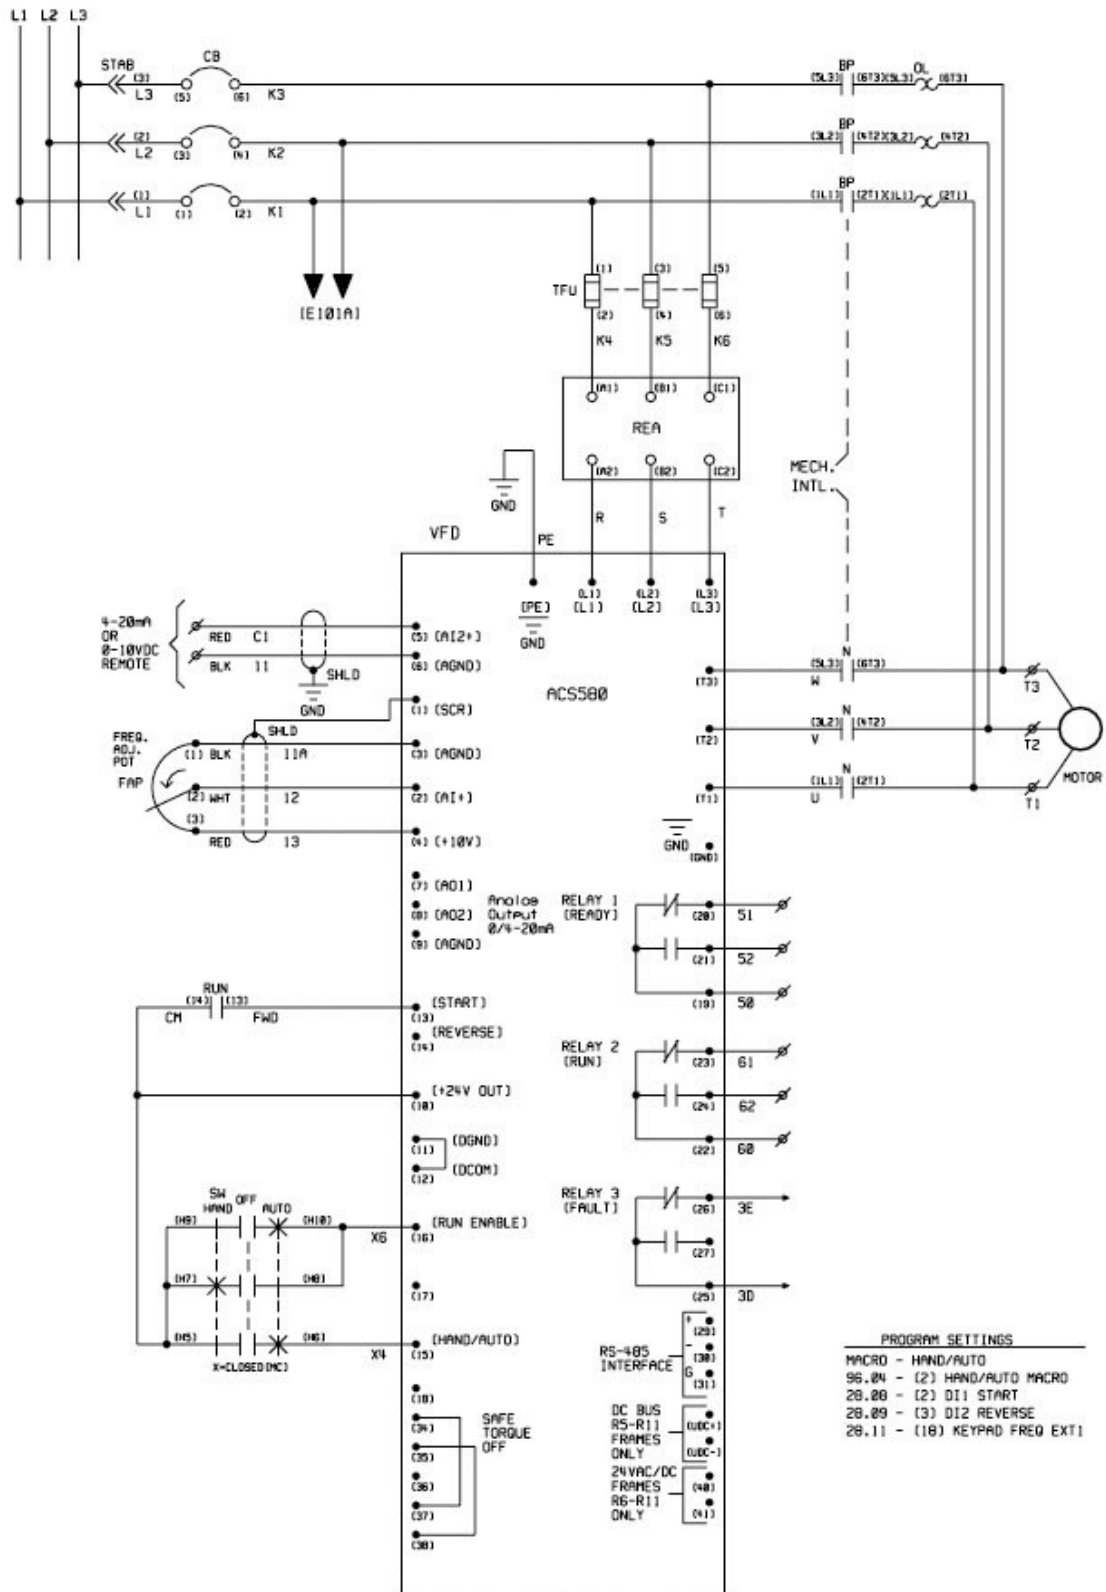 L1 L2 L3
STAB CB BP OL
(3) (5L3) (6T3)(5L3) (6T3)
L3 (5) (6) K3
BP
(2) (3L2) (4T2)(3L2) (4T2)
L2 (3) (4) K2
BP
(1) (1L1) (2T1)(1L1) (2T1)
L1 (1) (2) K1
(1) (3) (5)
TFU
(E101A)
(2) (4) (6)
K4 K5 K6
(A1) (B1) (C1)
REA
(A2) (B2) (C2)
MECH.
INTL.
GND
R S T
VFD
PE
(L1) (L2) (L3)
(PE) (L1) (L2) (L3)
GND
4-20mA
OR
0-10VDC
REMOTE
RED C1 (5) (AI2+)
BLK 11 (6) (AGND)
SHLD
GND
(1) (SCR)
ACS580
N
(5L3) (6T3)
(T3) W T3
N
(3L2) (4T2)
(T2) V T2
N
(1L1) (2T1)
(T1) U T1
MOTOR
FREQ.
ADJ.
POT
FAP
SHLD
(1) BLK 11A (3) (AGND)
(2) WHT 12 (2) (AI+)
(3)
RED 13 (4) (+10V)
GND
(GND)
(7) (AO1)
(8) (AO2)
(9) (AGND)
Analog
Output
0/4-20mA
RELAY 1
(READY)
(20) 51
(21) 52
(19) 50
RUN
(14) (13)
CM FWD
(START)
(13)
(REVERSE)
(14)
RELAY 2
(RUN)
(23) 61
(24) 62
(22) 60
(+24V OUT)
(10)
(DGND)
(11)
(DCOM)
(12)
RELAY 3
(FAULT)
(26) 3E
(27)
(25) 3D
SW
HAND OFF AUTO
(H9) (H10)
X6 (RUN ENABLE)
(16)
(H7) (H8)
(17)
(H5) (H6)
X4 (HAND/AUTO)
(15)
X=CLOSED(MC)
(18)
(34)
(35)
(36)
(37)
(38)
SAFE
TORQUE
OFF
RS-485
INTERFACE
+
(29)
-
(30)
G
(31)
DC BUS
R5-R11
FRAMES
ONLY
(UDC+)
(UDC-)
24VAC/DC
FRAMES
R6-R11
ONLY
(40)
(41)
PROGRAM SETTINGS
MACRO - HAND/AUTO
96.04 - (2) HAND/AUTO MACRO
28.08 - (2) DI1 START
28.09 - (3) DI2 REVERSE
28.11 - (18) KEYPAD FREQ EXT1